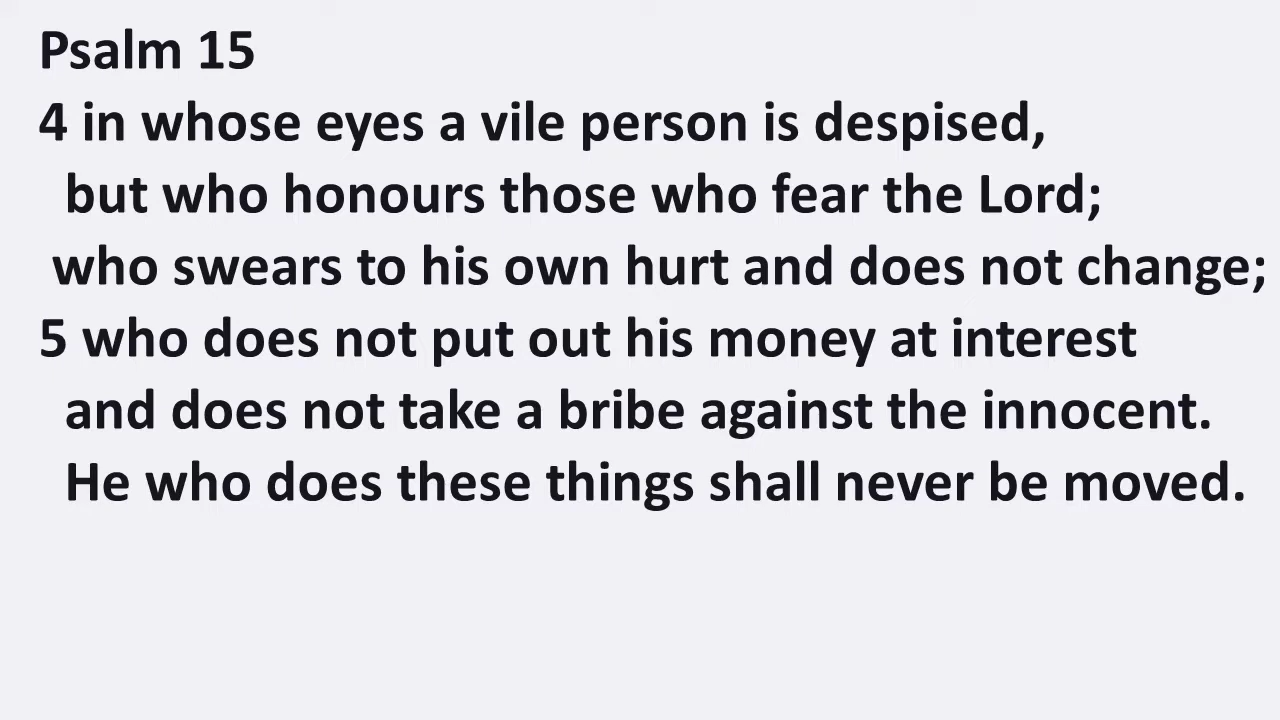 Psalm 15
4 in whose eyes a vile person is despised,
but who honours those who fear the Lord;
who swears to his own hurt and does not change;
5 who does not put out his money at interest
and does not take a bribe against the innocent.
He who does these things shall never be moved.